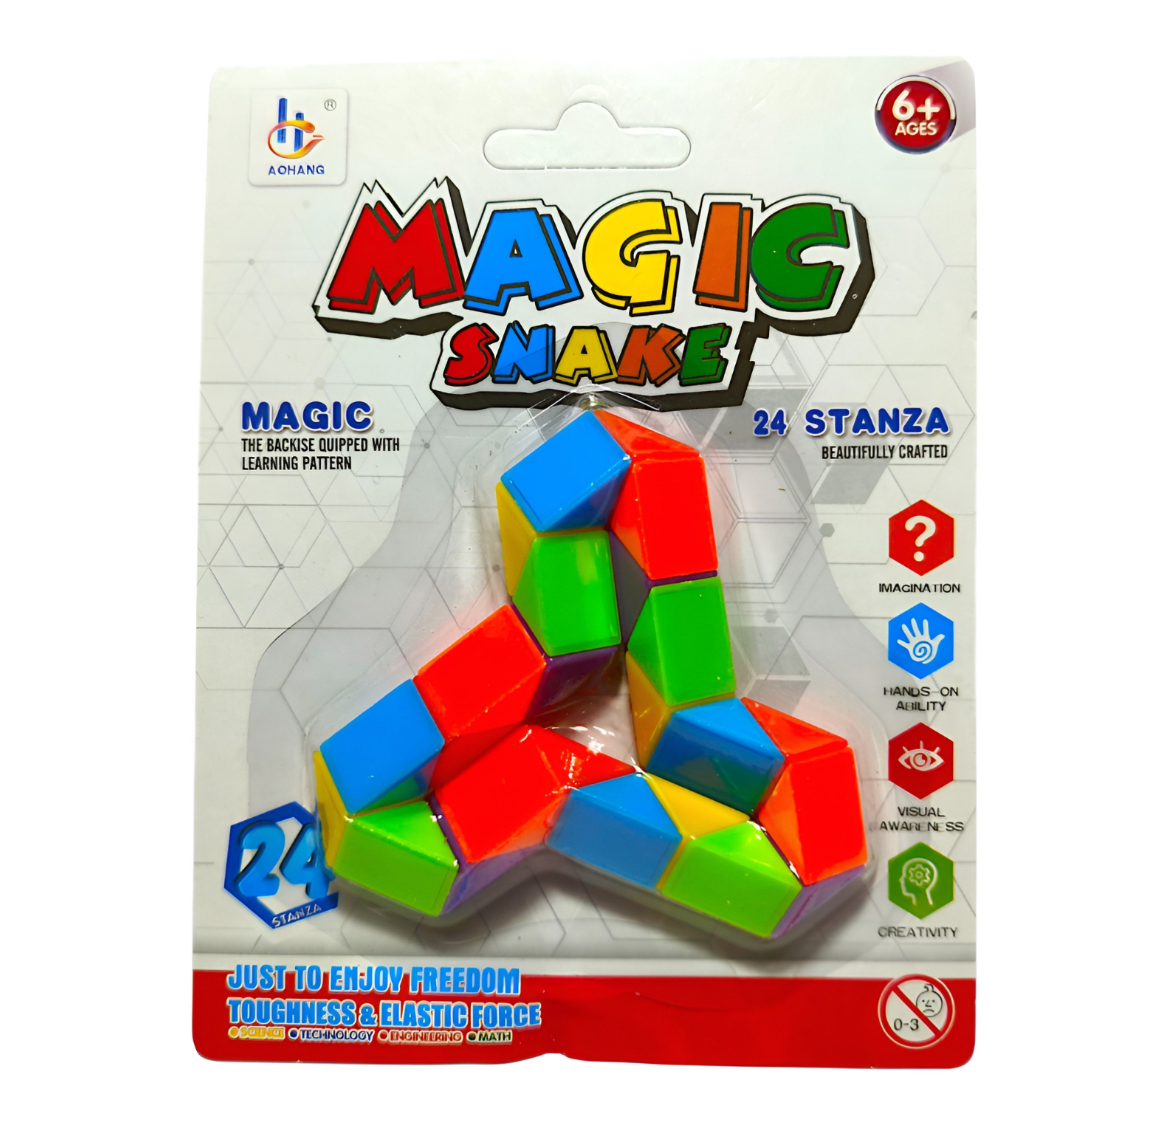 ®
AOHANG
6+
AGES
MAGIC
SNAKE
MAGIC
THE BACKISE QUIPPED WITH
LEARNING PATTERN
24 STANZA
BEAUTIFULLY CRAFTED
?
IMAGINATION
HANDS-ON
ABILITY
VISUAL
AWARENESS
CREATIVITY
24
STANZA
JUST TO ENJOY FREEDOM
TOUGHNESS & ELASTIC FORCE
SCIENCE TECHNOLOGY ENGINEERING MATH
0-3